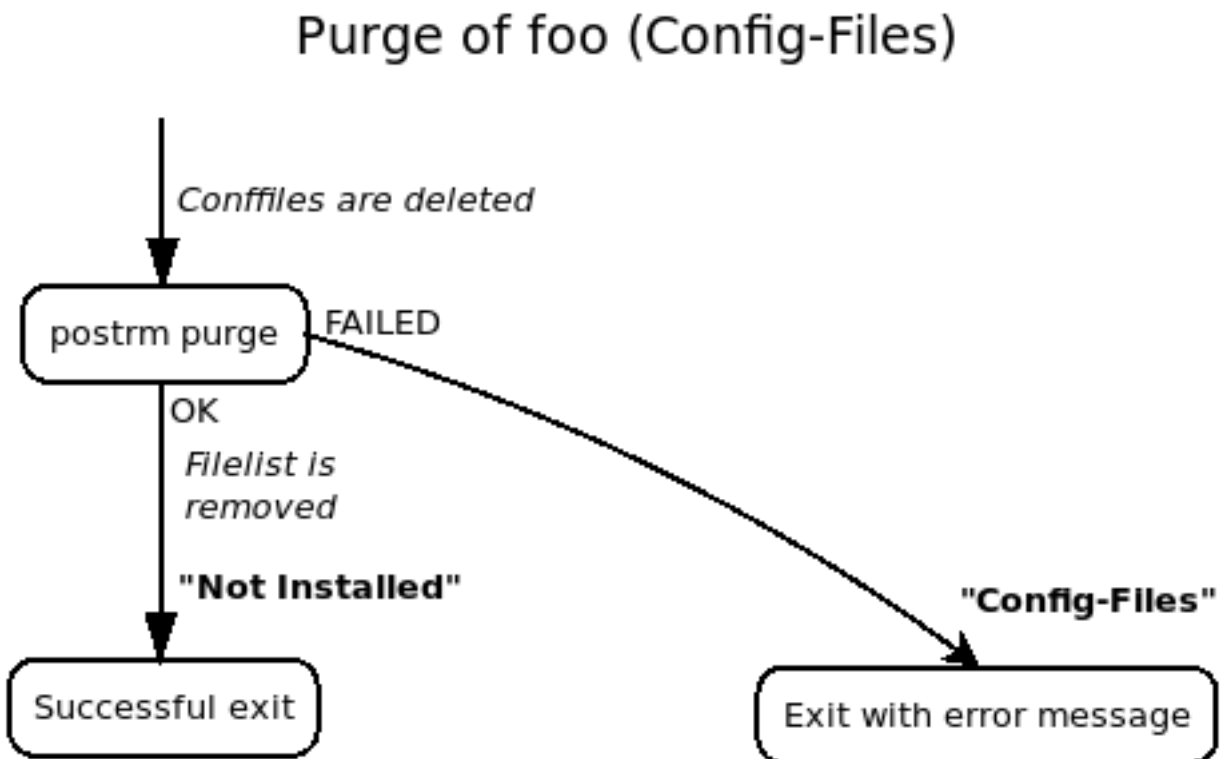 Purge of foo (Config-Files)
Conffiles are deleted
postrm purge
FAILED
OK
Filelist is
removed
"Not Installed"
"Config-Files"
Successful exit
Exit with error message